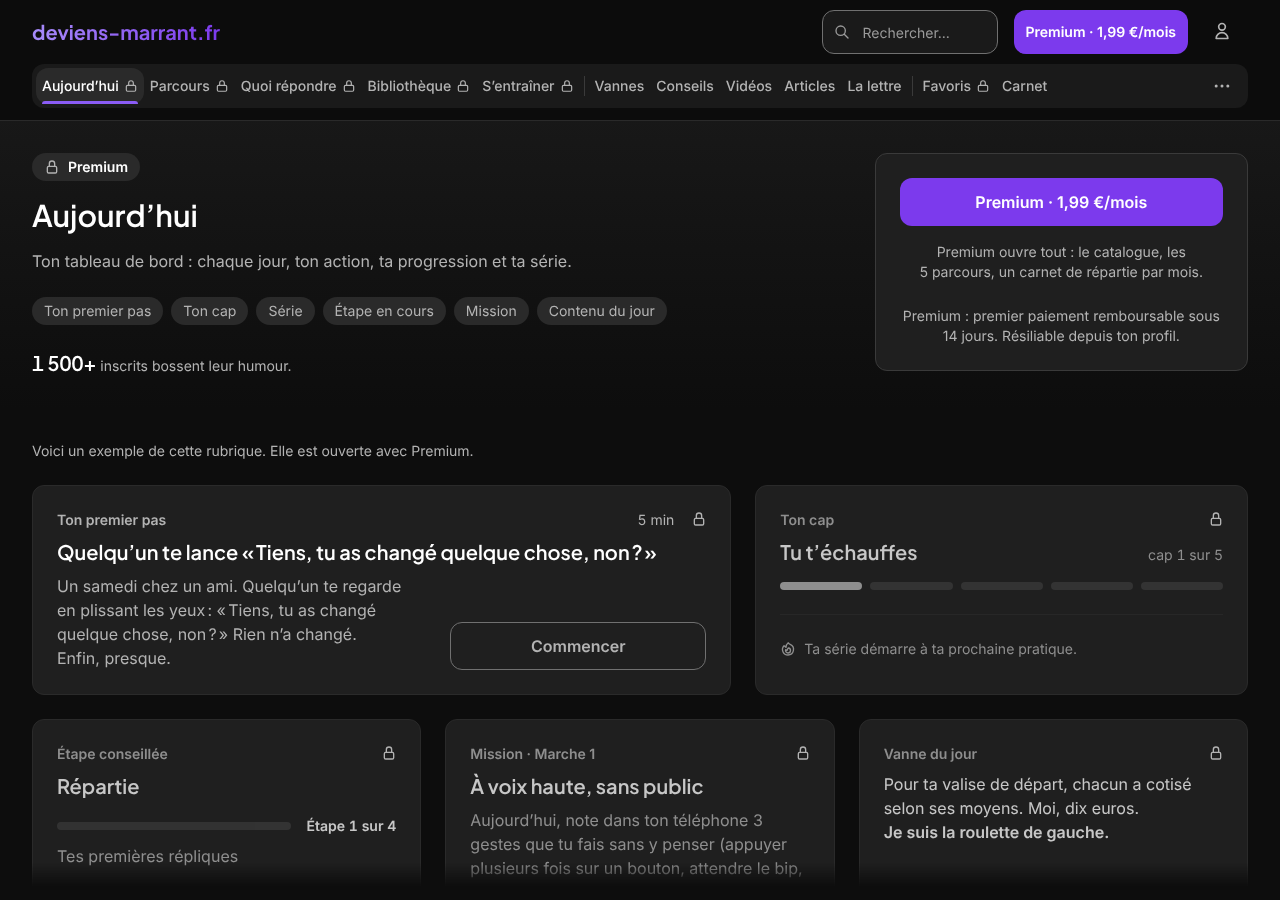 deviens-marrant.fr
Rechercher...
Premium · 1,99 €/mois
Aujourd’hui Parcours Quoi répondre Bibliothèque S’entraîner Vannes Conseils Vidéos Articles La lettre Favoris Carnet
Premium
Aujourd’hui
Ton tableau de bord : chaque jour, ton action, ta progression et ta série.
Ton premier pas Ton cap Série Étape en cours Mission Contenu du jour
1 500+ inscrits bossent leur humour.
Premium · 1,99 €/mois
Premium ouvre tout : le catalogue, les
5 parcours, un carnet de répartie par mois.
Premium : premier paiement remboursable sous
14 jours. Résiliable depuis ton profil.
Voici un exemple de cette rubrique. Elle est ouverte avec Premium.
Ton premier pas
5 min
Quelqu’un te lance « Tiens, tu as changé quelque chose, non ? »
Un samedi chez un ami. Quelqu’un te regarde
en plissant les yeux : « Tiens, tu as changé
quelque chose, non ? » Rien n’a changé.
Enfin, presque.
Commencer
Ton cap
Tu t’échauffes
cap 1 sur 5
Ta série démarre à ta prochaine pratique.
Étape conseillée
Répartie
Étape 1 sur 4
Tes premières répliques
Mission · Marche 1
À voix haute, sans public
Aujourd’hui, note dans ton téléphone 3
gestes que tu fais sans y penser (appuyer
plusieurs fois sur un bouton, attendre le bip,
Vanne du jour
Pour ta valise de départ, chacun a cotisé
selon ses moyens. Moi, dix euros.
Je suis la roulette de gauche.